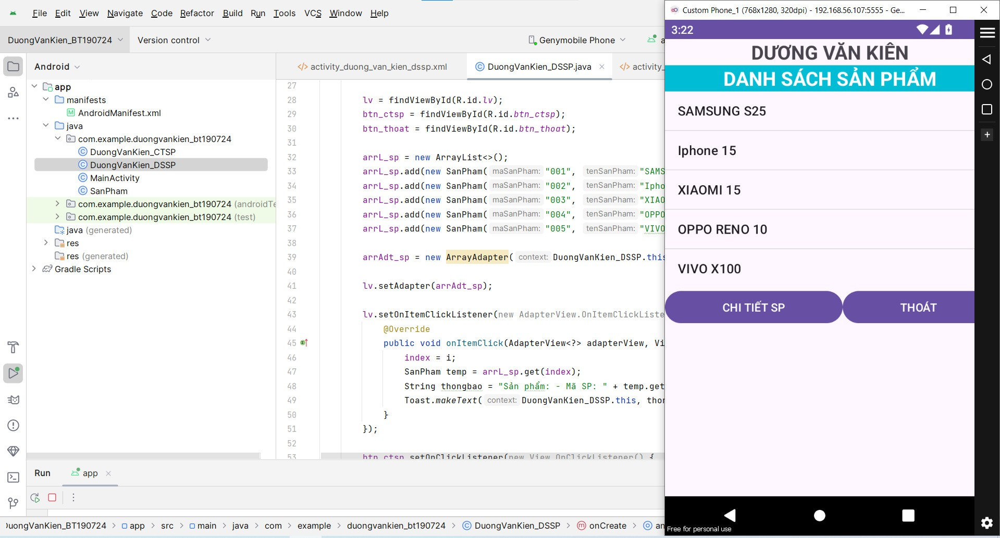 File Edit View Navigate Code Refactor Build Run Tools VCS Window Help
DuongVanKien_BT190724 Version control Genymobile Phone
Android
app
manifests
AndroidManifest.xml
java
com.example.duongvankien_bt190724
DuongVanKien_CTSP
DuongVanKien_DSSP
MainActivity
SanPham
com.example.duongvankien_bt190724 (androidTe
com.example.duongvankien_bt190724 (test)
java (generated)
res
res (generated)
Gradle Scripts
activity_duong_van_kien_dssp.xml DuongVanKien_DSSP.java activity_
27
28 lv = findViewById(R.id.lv);
29 btn_ctsp = findViewById(R.id.btn_ctsp);
30 btn_thoat = findViewById(R.id.btn_thoat);
31
32 arrL_sp = new ArrayList<>();
33 arrL_sp.add(new SanPham( maSanPham: "001", tenSanPham: "SAMS
34 arrL_sp.add(new SanPham( maSanPham: "002", tenSanPham: "Ipho
35 arrL_sp.add(new SanPham( maSanPham: "003", tenSanPham: "XIAO
36 arrL_sp.add(new SanPham( maSanPham: "004", tenSanPham: "OPPO
37 arrL_sp.add(new SanPham( maSanPham: "005", tenSanPham: "VIVO
38
39 arrAdt_sp = new ArrayAdapter( context: DuongVanKien_DSSP.this
40
41 lv.setAdapter(arrAdt_sp);
42
43 lv.setOnItemClickListener(new AdapterView.OnItemClickListe
44 @Override
45 public void onItemClick(AdapterView<?> adapterView, Vi
46 index = i;
47 SanPham temp = arrL_sp.get(index);
48 String thongbao = "Sản phẩm: - Mã SP: " + temp.get
49 Toast.makeText( context: DuongVanKien_DSSP.this, thon
50 }
51 });
52
53 btn_ctsp.setOnClickListener(new View.OnClickListener() {
Run app
DuongVanKien_BT190724 > app > src > main > java > com > example > duongvankien_bt190724 > DuongVanKien_DSSP > onCreate > an
Custom Phone_1 (768x1280, 320dpi) - 192.168.56.107:5555 - Ge...
3:22
DƯƠNG VĂN KIÊN
DANH SÁCH SẢN PHẨM
SAMSUNG S25
Iphone 15
XIAOMI 15
OPPO RENO 10
VIVO X100
CHI TIẾT SP THOÁT
Free for personal use